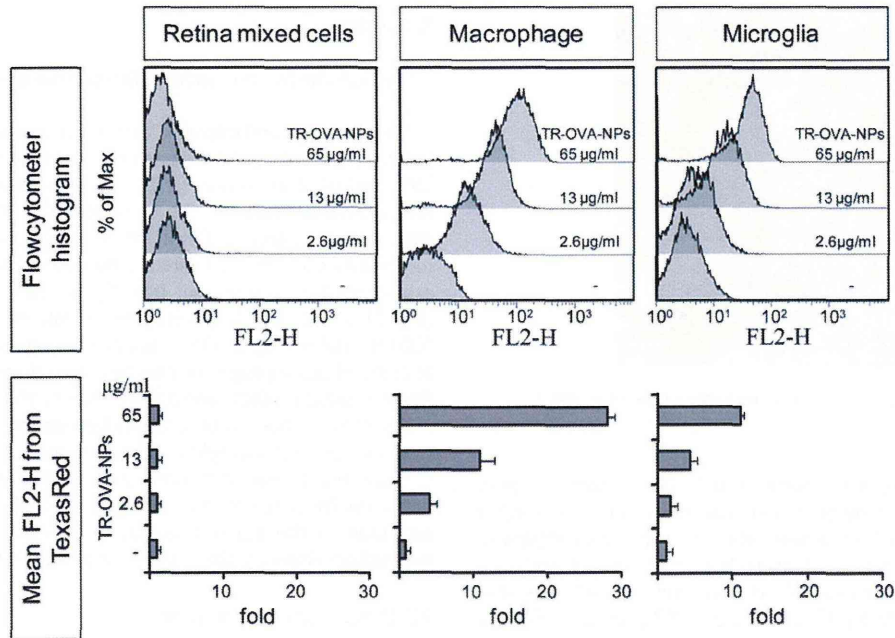 Retina mixed cells Macrophage Microglia
Flowcytometer histogram
% of Max
TR-OVA-NPs TR-OVA-NPs
65 µg/ml 65 µg/ml 65 µg/ml
13 µg/ml 13 µg/ml 13 µg/ml
2.6µg/ml 2.6µg/ml 2.6µg/ml
- - -
10⁰ 10¹ 10² 10³ 10⁰ 10¹ 10² 10³ 10⁰ 10¹ 10² 10³
FL2-H FL2-H FL2-H
Mean FL2-H from TexasRed
TR-OVA-NPs
µg/ml
65
13
2.6
-
10 20 30 10 20 30 10 20 30
fold fold fold